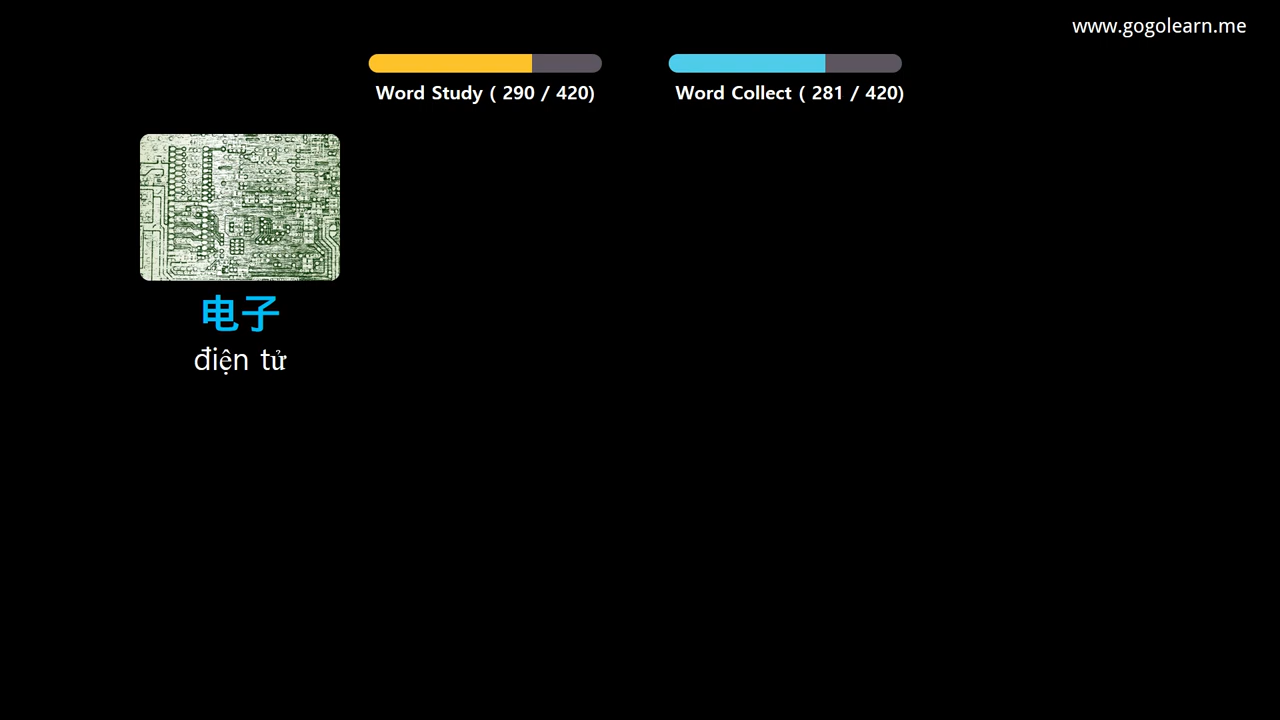 www.gogolearn.me
Word Study ( 290 / 420)
Word Collect ( 281 / 420)
电子
điện tử